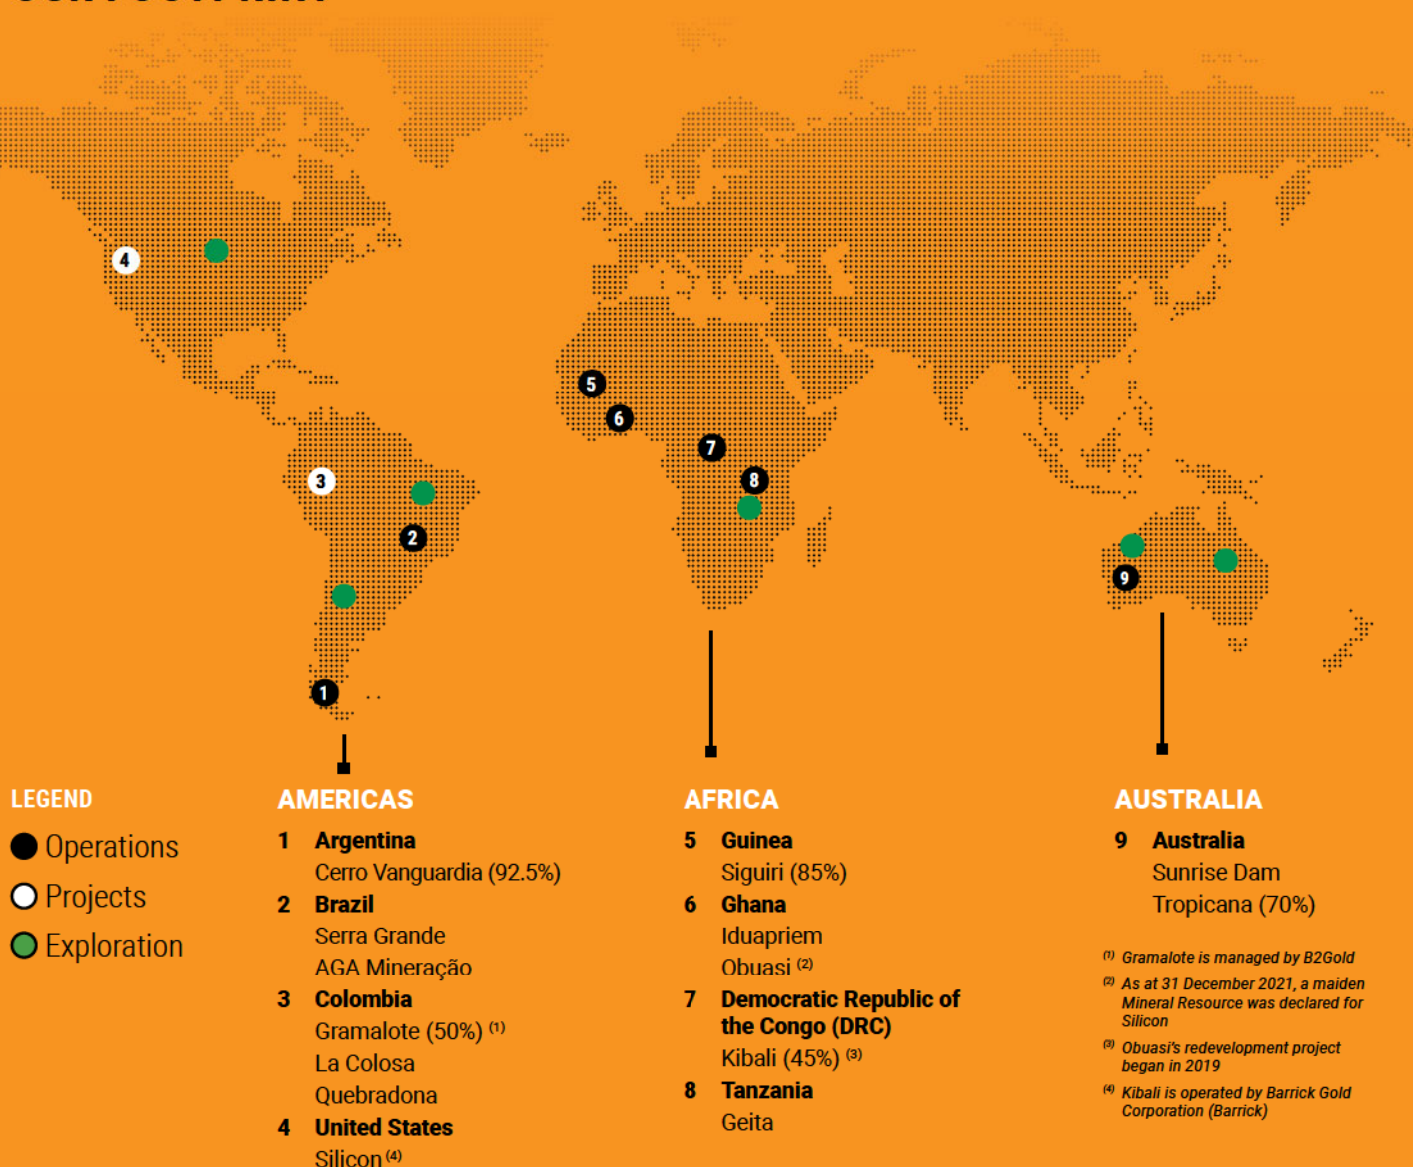 4
5
6
7
3
8
2
9
1
LEGEND
Operations
Projects
Exploration
AMERICAS
1 Argentina
Cerro Vanguardia (92.5%)
2 Brazil
Serra Grande
AGA Mineração
3 Colombia
Gramalote (50%) (1)
La Colosa
Quebradona
4 United States
Silicon (4)
AFRICA
5 Guinea
Siguiri (85%)
6 Ghana
Iduapriem
Obuasi (2)
7 Democratic Republic of
the Congo (DRC)
Kibali (45%) (3)
8 Tanzania
Geita
AUSTRALIA
9 Australia
Sunrise Dam
Tropicana (70%)
(1) Gramalote is managed by B2Gold
(2) As at 31 December 2021, a maiden
Mineral Resource was declared for
Silicon
(3) Obuasi's redevelopment project
began in 2019
(4) Kibali is operated by Barrick Gold
Corporation (Barrick)